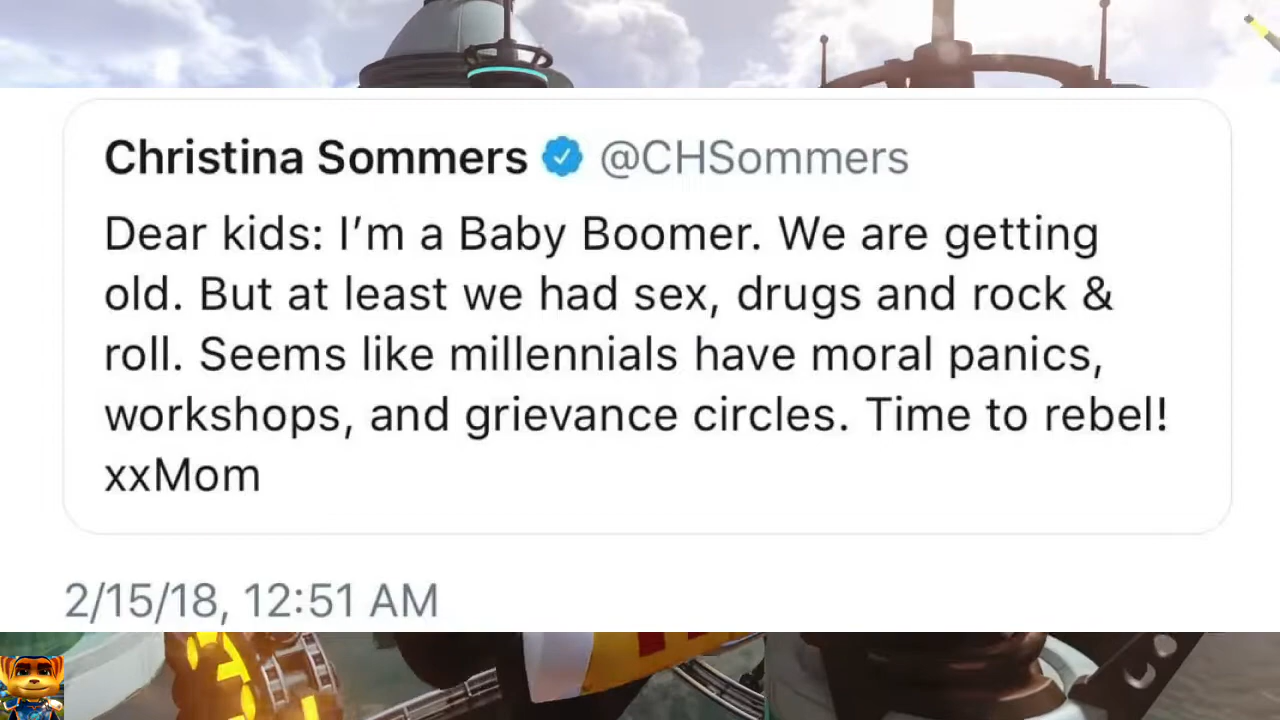 Christina Sommers @CHSommers
Dear kids: I’m a Baby Boomer. We are getting
old. But at least we had sex, drugs and rock &
roll. Seems like millennials have moral panics,
workshops, and grievance circles. Time to rebel!
xxMom
2/15/18, 12:51 AM